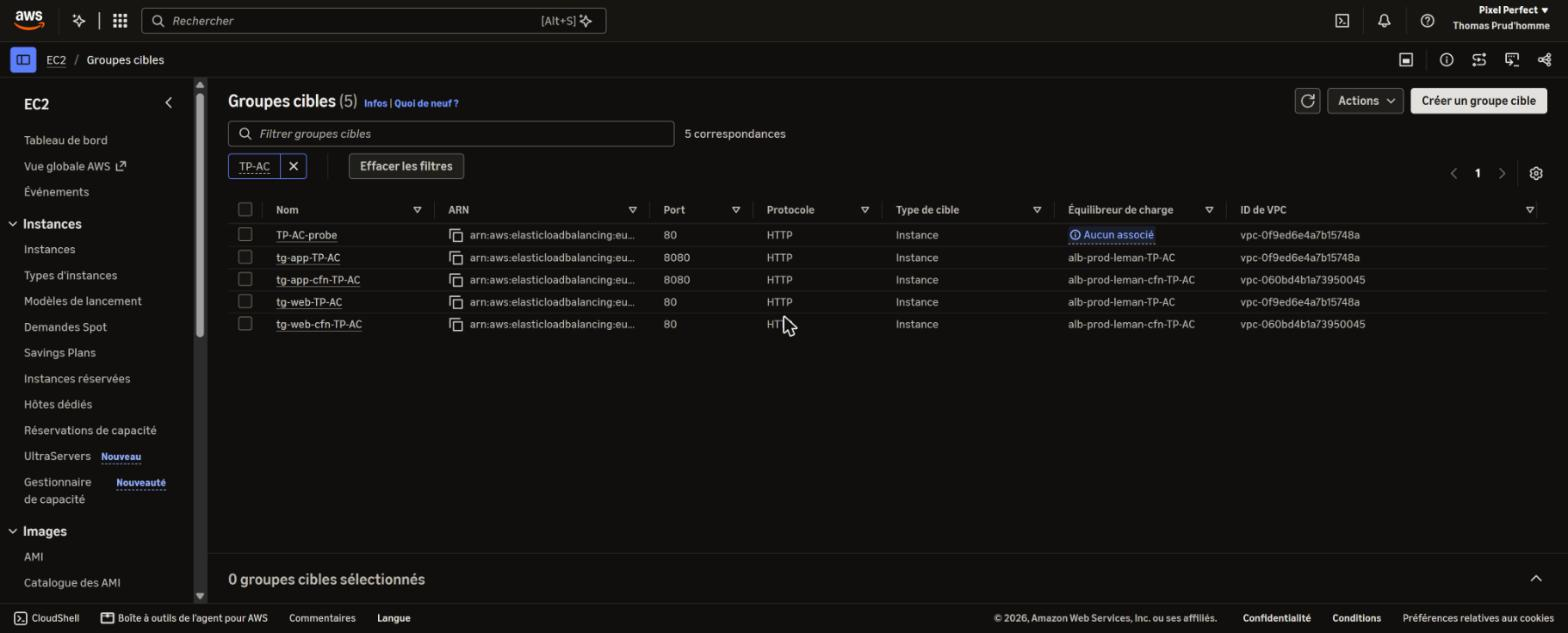 aws
Rechercher [Alt+S]
Pixel Perfect
Thomas Prud'homme
EC2 / Groupes cibles
EC2
Tableau de bord
Vue globale AWS
Événements
Instances
Instances
Types d'instances
Modèles de lancement
Demandes Spot
Savings Plans
Instances réservées
Hôtes dédiés
Réservations de capacité
UltraServers Nouveau
Gestionnaire Nouveauté
de capacité
Images
AMI
Catalogue des AMI
Groupes cibles (5) Infos | Quoi de neuf ?
Actions
Créer un groupe cible
Filtrer groupes cibles
5 correspondances
TP-AC
Effacer les filtres
1
Nom ARN Port Protocole Type de cible Équilibreur de charge ID de VPC
TP-AC-probe arn:aws:elasticloadbalancing:eu... 80 HTTP Instance Aucun associé vpc-0f9ed6e4a7b15748a
tg-app-TP-AC arn:aws:elasticloadbalancing:eu... 8080 HTTP Instance alb-prod-leman-TP-AC vpc-0f9ed6e4a7b15748a
tg-app-cfn-TP-AC arn:aws:elasticloadbalancing:eu... 8080 HTTP Instance alb-prod-leman-cfn-TP-AC vpc-060bd4b1a73950045
tg-web-TP-AC arn:aws:elasticloadbalancing:eu... 80 HTTP Instance alb-prod-leman-TP-AC vpc-0f9ed6e4a7b15748a
tg-web-cfn-TP-AC arn:aws:elasticloadbalancing:eu... 80 Instance alb-prod-leman-cfn-TP-AC vpc-060bd4b1a73950045
0 groupes cibles sélectionnés
CloudShell Boîte à outils de l'agent pour AWS Commentaires Langue © 2026, Amazon Web Services, Inc. ou ses affiliés. Confidentialité Conditions Préférences relatives aux cookies